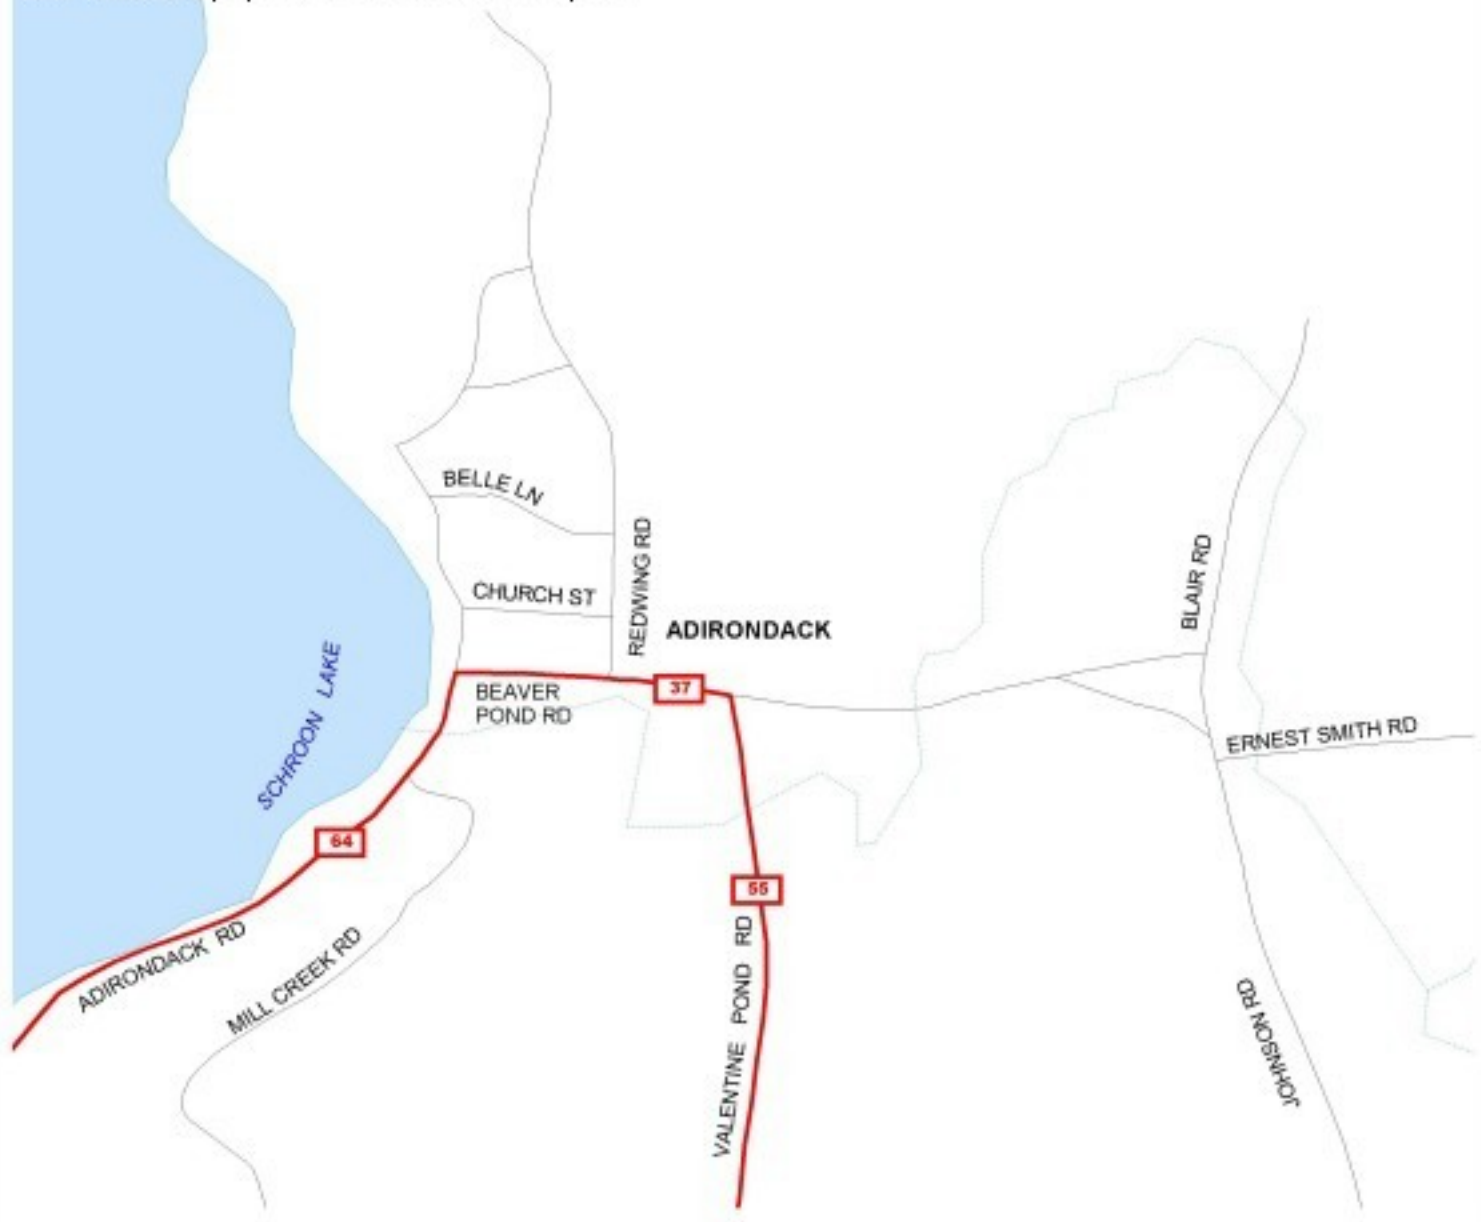 BELLE LN
CHURCH ST
REDWING RD
ADIRONDACK
BLAIR RD
SCHROON LAKE
BEAVER
POND RD
37
ERNEST SMITH RD
64
55
ADIRONDACK RD
MILL CREEK RD
VALENTINE POND RD
JOHNSON RD